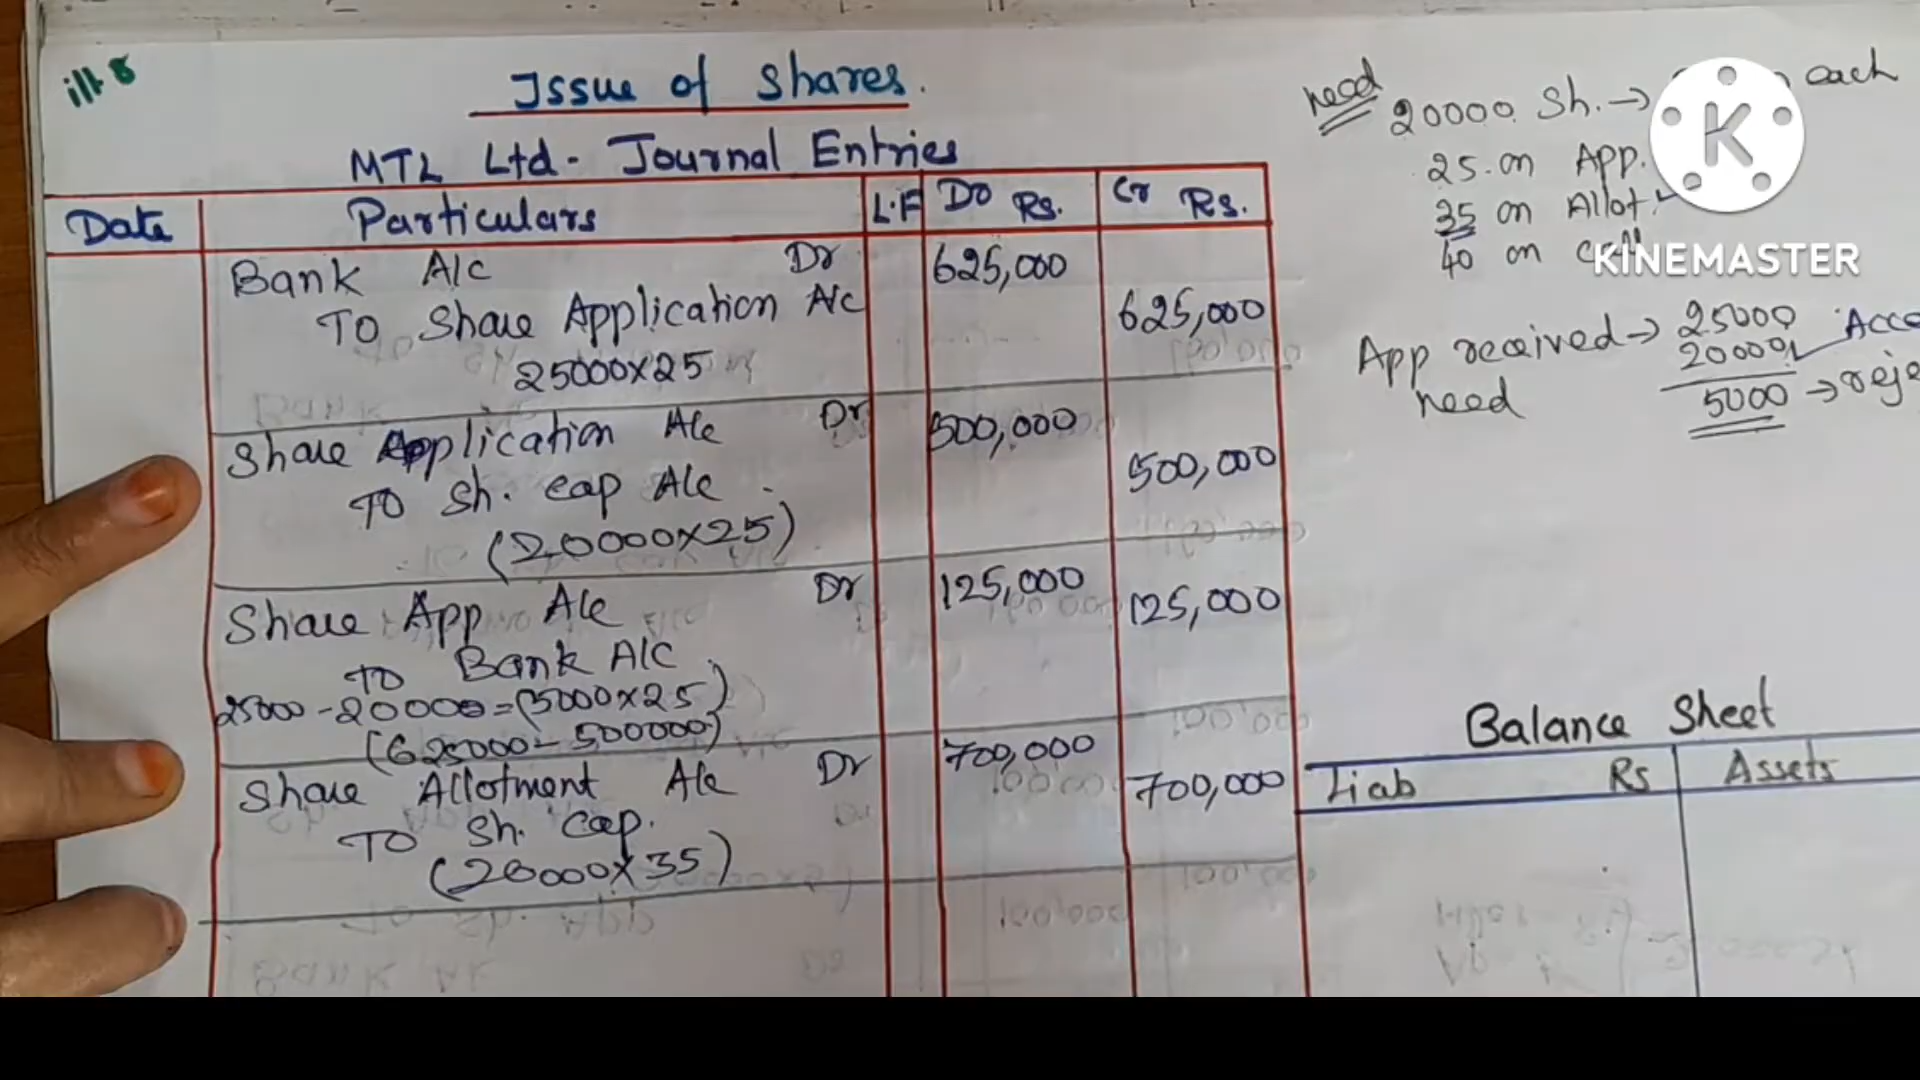 ill 8
Issue of Shares.
MTL Ltd - Journal Entries
Date Particulars L.F Dr Rs. Cr Rs.
Bank A/c Dr 625,000
To Share Application A/c 625,000
25000x25
Share Application A/c Dr 500,000
To Sh. cap A/c 500,000
(20000x25)
Share App A/c Dr 125,000
To Bank A/C 125,000
25000-20000=(5000x25)
(625000-500000)
Share Allotment A/c Dr 700,000
To Sh. Cap. 700,000
(20000x35)
need
20000 Sh. → each
25 on App.
35 on Allot.
40 on
K
KINEMASTER
App received → 25000
need 20000 Acce
5000 → reje
Balance Sheet
Liab Rs Assets